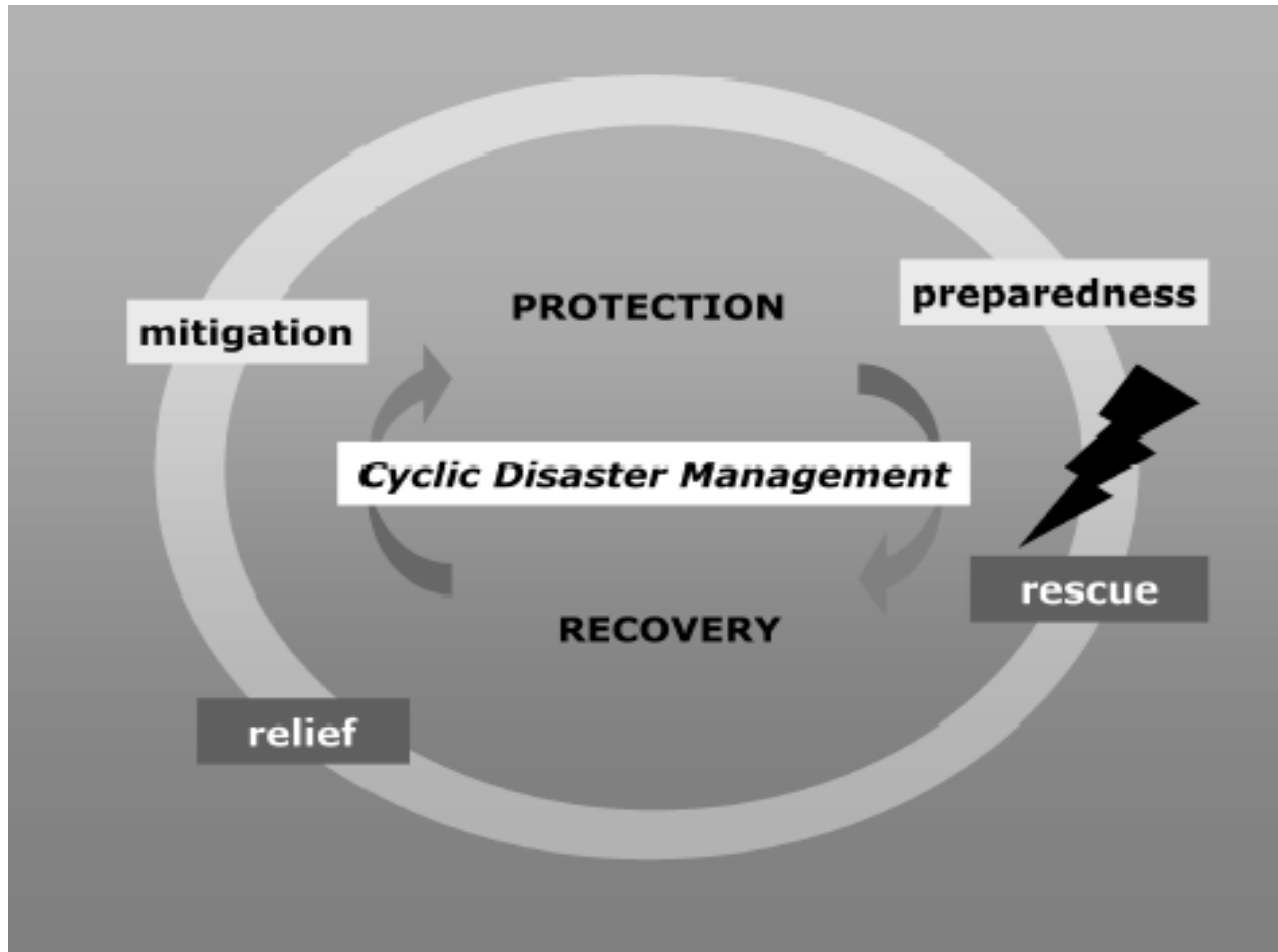 PROTECTION
preparedness
mitigation
Cyclic Disaster Management
rescue
RECOVERY
relief